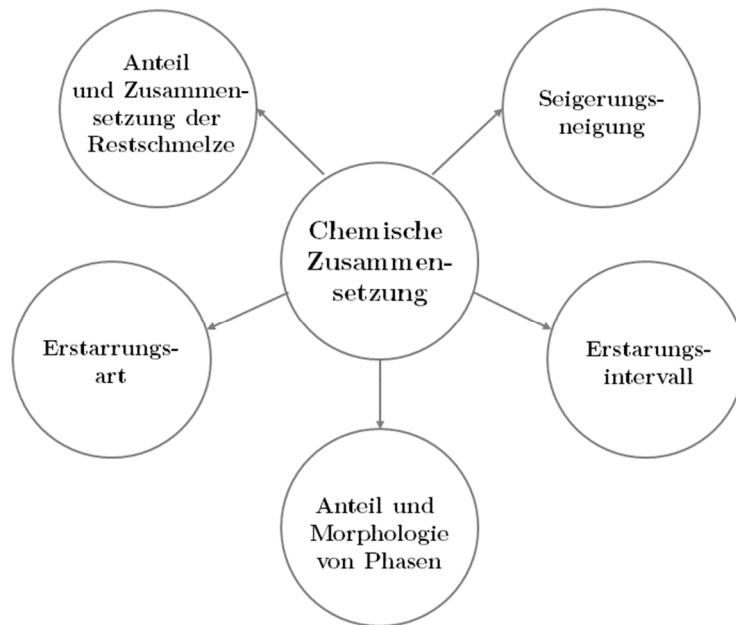 Anteil
und Zusammen-
setzung der
Restschmelze
Seigerungs-
neigung
Chemische
Zusammen-
setzung
Erstarrungs-
art
Erstarungs-
intervall
Anteil und
Morphologie
von Phasen